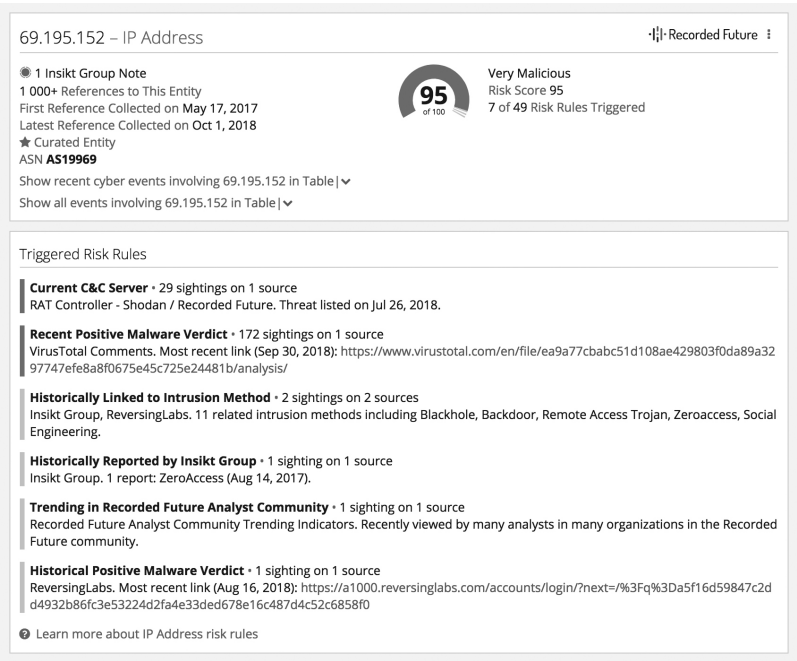 69.195.152 – IP Address
Recorded Future
1 Insikt Group Note
1 000+ References to This Entity
First Reference Collected on May 17, 2017
Latest Reference Collected on Oct 1, 2018
Curated Entity
ASN AS19969
Show recent cyber events involving 69.195.152 in Table|
Show all events involving 69.195.152 in Table|
95
of 100
Very Malicious
Risk Score 95
7 of 49 Risk Rules Triggered
Triggered Risk Rules
Current C&C Server • 29 sightings on 1 source
RAT Controller - Shodan / Recorded Future. Threat listed on Jul 26, 2018.
Recent Positive Malware Verdict • 172 sightings on 1 source
VirusTotal Comments. Most recent link (Sep 30, 2018): https://www.virustotal.com/en/file/ea9a77cbabc51d108ae429803f0da89a32
97747efe8a8f0675e45c725e24481b/analysis/
Historically Linked to Intrusion Method • 2 sightings on 2 sources
Insikt Group, ReversingLabs. 11 related intrusion methods including Blackhole, Backdoor, Remote Access Trojan, Zeroaccess, Social
Engineering.
Historically Reported by Insikt Group • 1 sighting on 1 source
Insikt Group. 1 report: ZeroAccess (Aug 14, 2017).
Trending in Recorded Future Analyst Community • 1 sighting on 1 source
Recorded Future Analyst Community Trending Indicators. Recently viewed by many analysts in many organizations in the Recorded
Future community.
Historical Positive Malware Verdict • 1 sighting on 1 source
ReversingLabs. Most recent link (Aug 16, 2018): https://a1000.reversinglabs.com/accounts/login/?next=/%3Fq%3Da5f16d59847c2d
d4932b86fc3e53224d2fa4e33ded678e16c487d4c52c6858f0
Learn more about IP Address risk rules